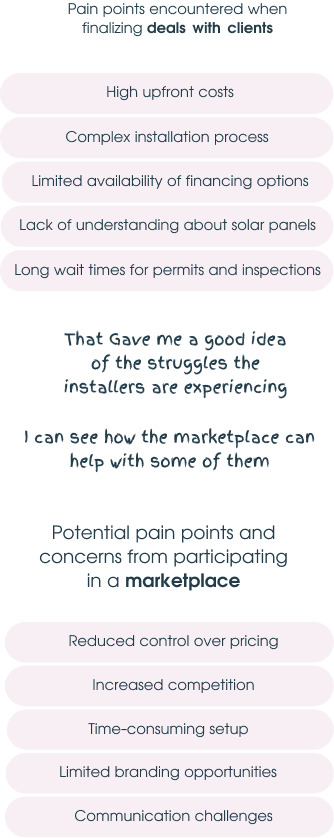 Pain points encountered when
finalizing deals with clients
High upfront costs
Complex installation process
Limited availability of financing options
Lack of understanding about solar panels
Long wait times for permits and inspections
That Gave me a good idea
of the struggles the
installers are experiencing
I can see how the marketplace can
help with some of them
Potential pain points and
concerns from participating
in a marketplace
Reduced control over pricing
Increased competition
Time-consuming setup
Limited branding opportunities
Communication challenges